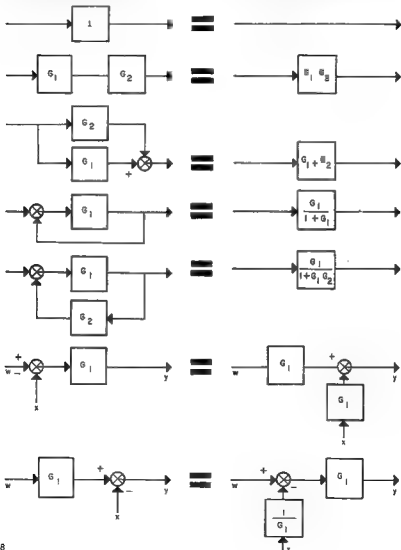 1
G1 G2 G1 G2
G2
G1 + G1 + G2
G1 G1
1 + G1
G1 G1
1 + G1 G2
G2
+
w - G1 y w G1 + y
x G1
x
w G1 + - y w + - G1 y
x 1
G1
x
8